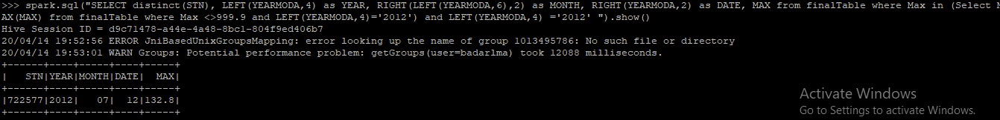 >>> spark.sql("SELECT distinct(STN), LEFT(YEARMODA,4) as YEAR, RIGHT(LEFT(YEARMODA,6),2) as MONTH, RIGHT(YEARMODA,2) as DATE, MAX from finalTable where Max in (Select M
AX(MAX) from finalTable where Max <>999.9 and LEFT(YEARMODA,4)='2012') and LEFT(YEARMODA,4) ='2012' ").show()
Hive Session ID = d9c71478-a44e-4a48-8bc1-804f9ed406b7
20/04/14 19:52:56 ERROR JniBasedUnixGroupsMapping: error looking up the name of group 1013495786: No such file or directory
20/04/14 19:53:01 WARN Groups: Potential performance problem: getGroups(user=badarlma) took 12088 milliseconds.
+------+----+-----+----+-----+
|   STN|YEAR|MONTH|DATE|  MAX|
+------+----+-----+----+-----+
|722577|2012|   07|  12|132.8|
+------+----+-----+----+-----+
Activate Windows
Go to Settings to activate Windows.